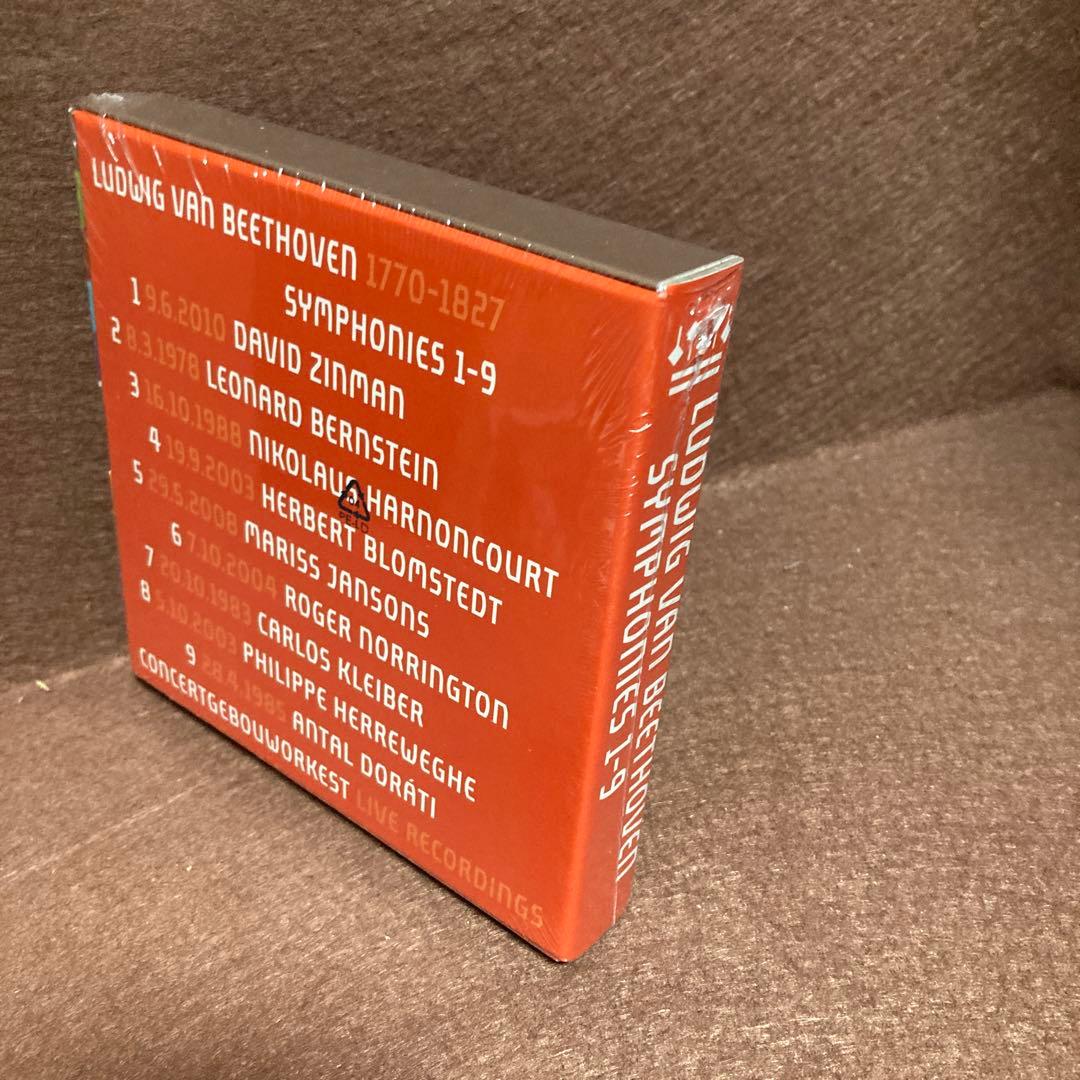 LUDWIG VAN BEETHOVEN 1770-1827
SYMPHONIES 1-9
1 9.6.2010 DAVID ZINMAN
2 8.3.1978 LEONARD BERNSTEIN
3 16.10.1988 NIKOLAUS HARNONCOURT
4 19.9.2003 HERBERT BLOMSTEDT
5 29.5.2008 MARISS JANSONS
6 7.10.2004 ROGER NORRINGTON
7 20.10.1983 CARLOS KLEIBER
8 5.10.2003 PHILIPPE HERREWEGHE
9 28.4.1985 ANTAL DORÁTI
CONCERTGEBOUWORKEST LIVE RECORDINGS
LUDWIG VAN BEETHOVEN
SYMPHONIES 1-9